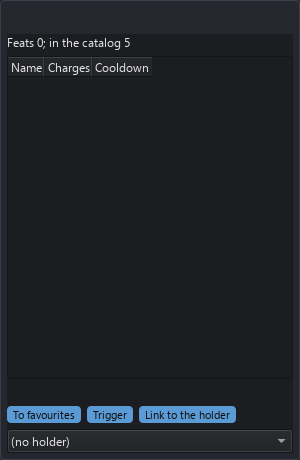 Feats 0; in the catalog 5
Name Charges Cooldown
To favourites Trigger Link to the holder
(no holder)